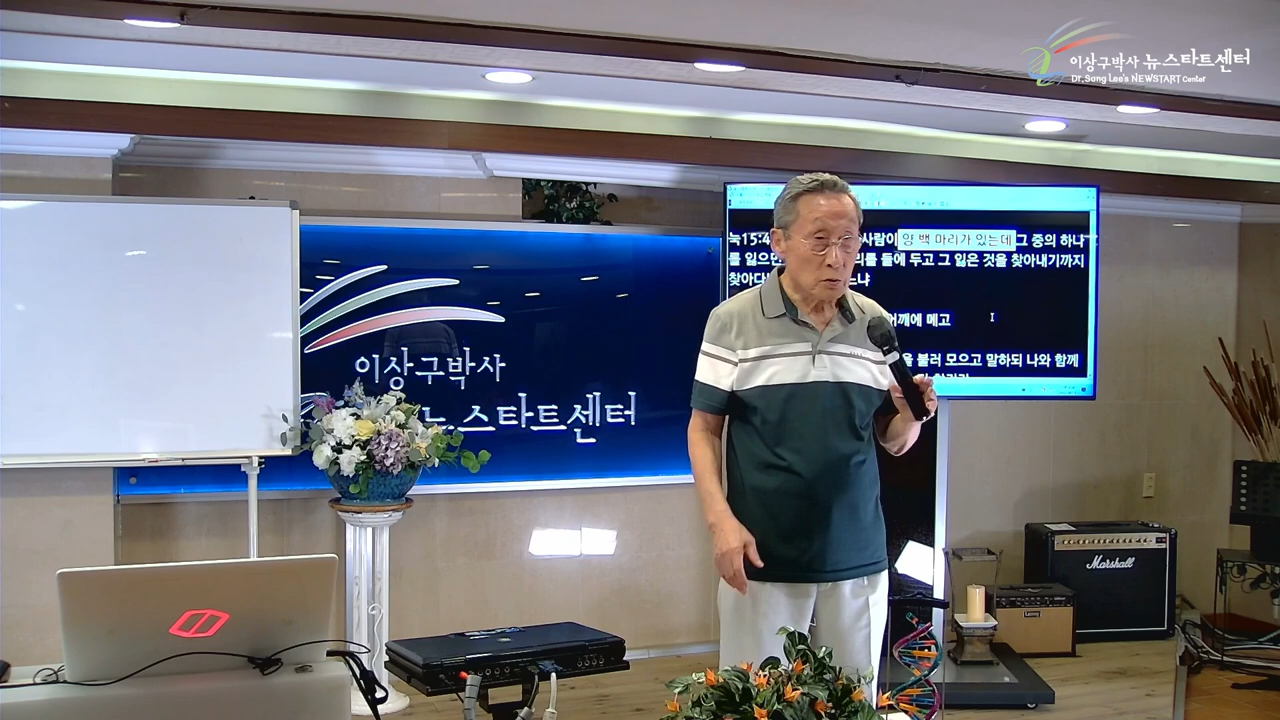 이상구박사 뉴스타트센터
Dr. Sang Lee's NEWSTART Center
이상구박사
뉴스타트센터
눅15:4 사람이 양 백 마리가 있는데 그 중의 하나
를 잃으면 를 들에 두고 그 잃은 것을 찾아내기까지
찾아다 느냐
어깨에 메고
을 불러 모으고 말하되 나와 함께
Marshall